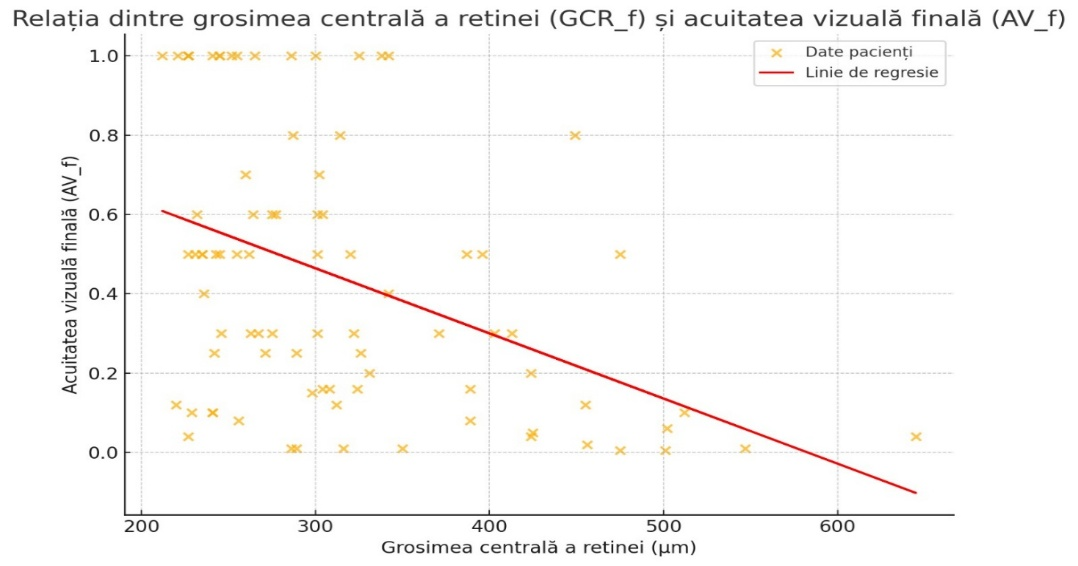 Relația dintre grosimea centrală a retinei (GCR_f) și acuitatea vizuală finală (AV_f)
Date pacienți
Linie de regresie
Acuitatea vizuală finală (AV_f)
1.0
0.8
0.6
0.4
0.2
0.0
200 300 400 500 600
Grosimea centrală a retinei (μm)